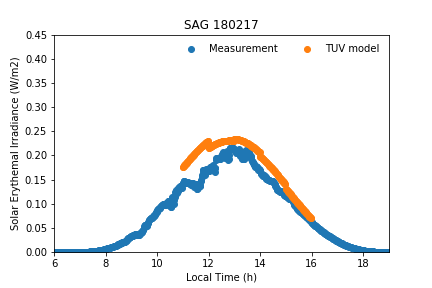 SAG 180217
Measurement
TUV model
Solar Erythemal Irradiance (W/m2)
0.45
0.40
0.35
0.30
0.25
0.20
0.15
0.10
0.05
0.00
6 8 10 12 14 16 18
Local Time (h)